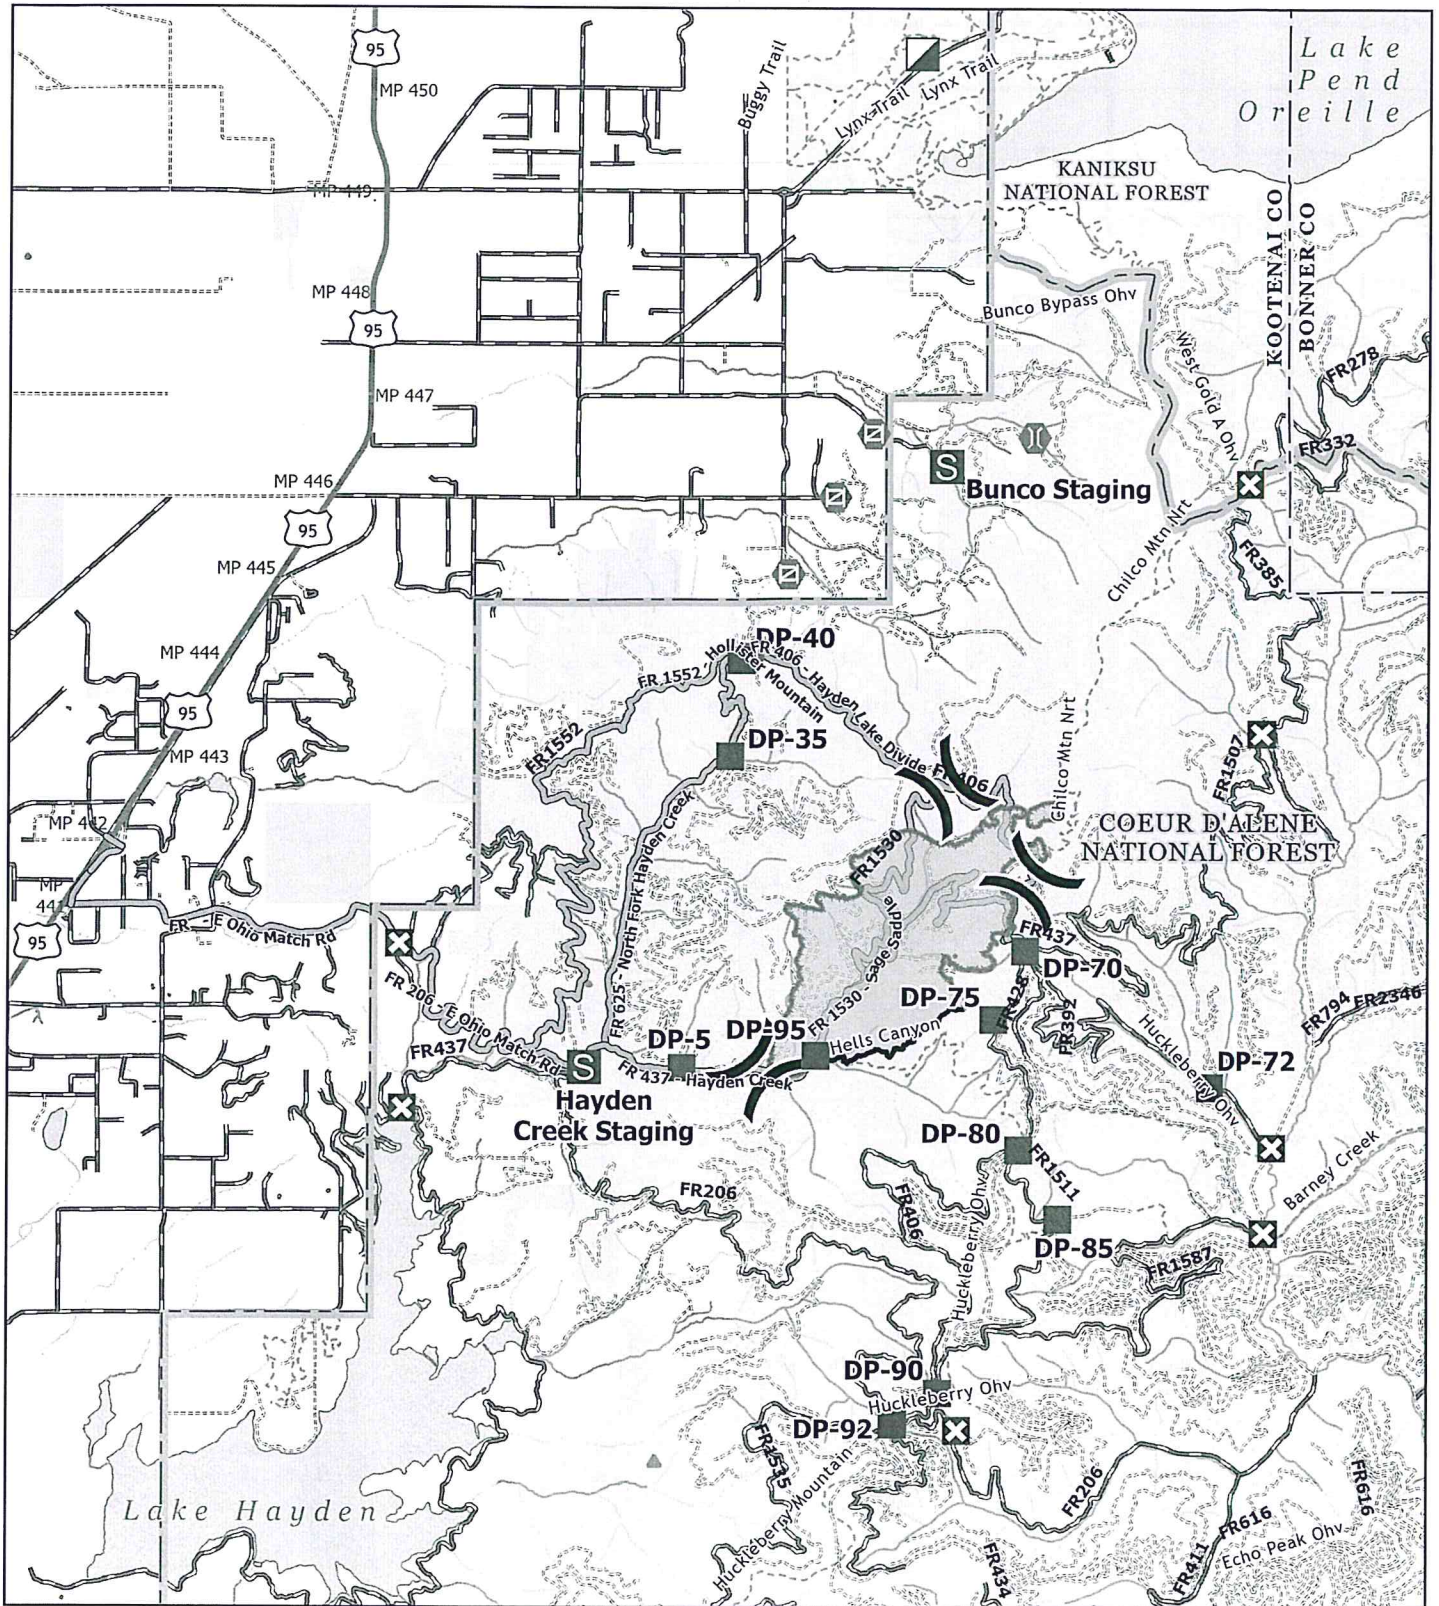 95
MP 450
Buggy Trail
Lynx Trail
Lynx Trail
Lake
Pend
Oreille
MP 449
KANIKSU
NATIONAL FOREST
KOOTENAI CO
BONNER CO
MP 448
95
Bunco Bypass Ohv
West Gold A Ohv
FR278
MP 447
FR332
MP 446
S
Bunco Staging
95
Chilco Mtn Nrt
FR385
MP 445
MP 444
DP-40
FR 1552 - Hollister Mountain
FR 406 - Hayden Lake Divide
95
MP 443
FR1552
DP-35
FR406
Chilco Mtn Nrt
FR1507
MP 442
COEUR D'ALENE
NATIONAL FOREST
FR1530
MP
95
E Ohio Match Rd
FR 625 - North Fork Hayden Creek
FR 1530 - Sage Saddle
FR437
DP-70
FR 206 - E Ohio Match Rd
DP-75
FR428
FR392
FR794
FR2346
Huckleberry Ohv
FR437
DP-5
DP-95
Hells Canyon
DP-72
S
FR 437 - Hayden Creek
Hayden
Creek Staging
DP-80
FR1511
Barney Creek
FR206
FR406
Huckleberry Ohv
DP-85
FR1587
DP-90
Huckleberry Ohv
DP-92
FR1535
Huckleberry Mountain
FR206
FR616
Lake Hayden
FR616
Echo Peak Ohv
FR411
FR434